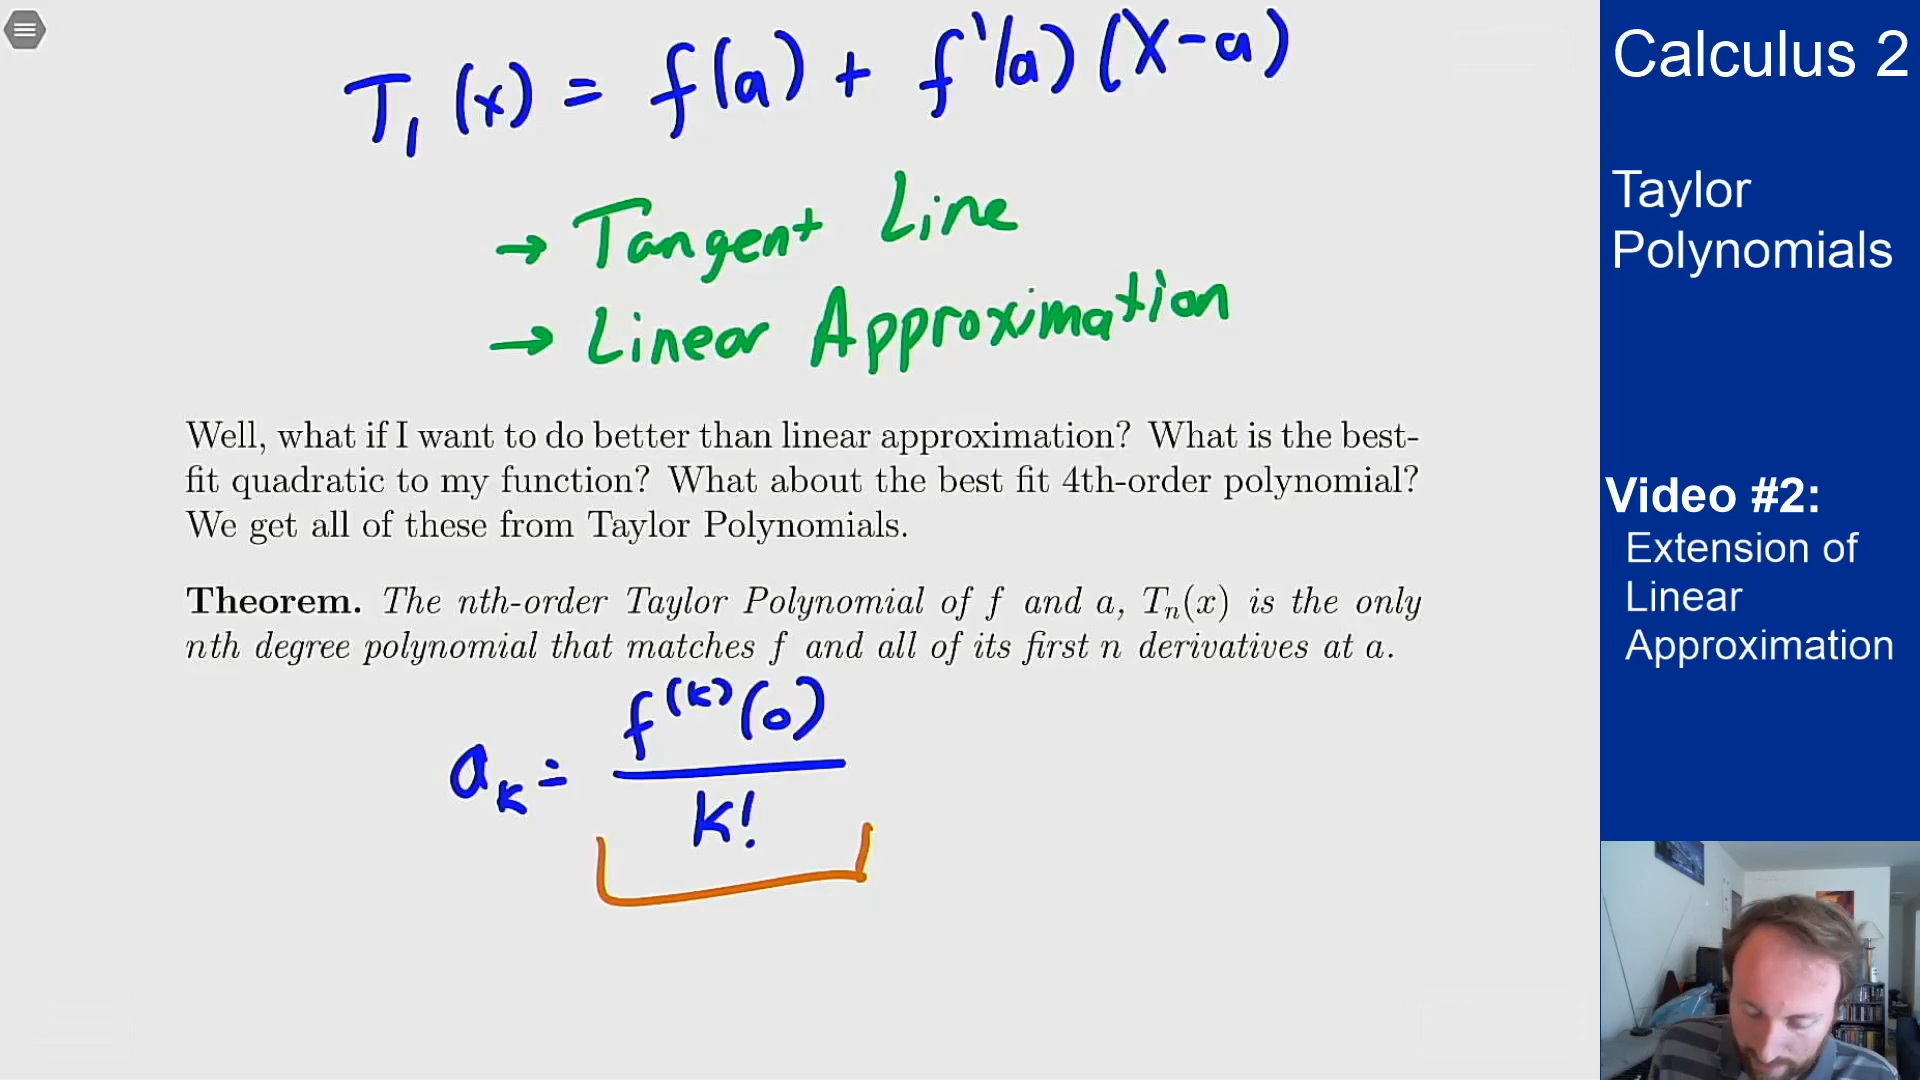 T₁(x) = f(a) + f'(a)(x-a)
→ Tangent Line
→ Linear Approximation
Well, what if I want to do better than linear approximation? What is the best-
fit quadratic to my function? What about the best fit 4th-order polynomial?
We get all of these from Taylor Polynomials.
Theorem. The nth-order Taylor Polynomial of f and a, Tₙ(x) is the only
nth degree polynomial that matches f and all of its first n derivatives at a.
aₖ = f⁽ᵏ⁾(0) / k!
Calculus 2
Taylor
Polynomials
Video #2:
Extension of
Linear
Approximation